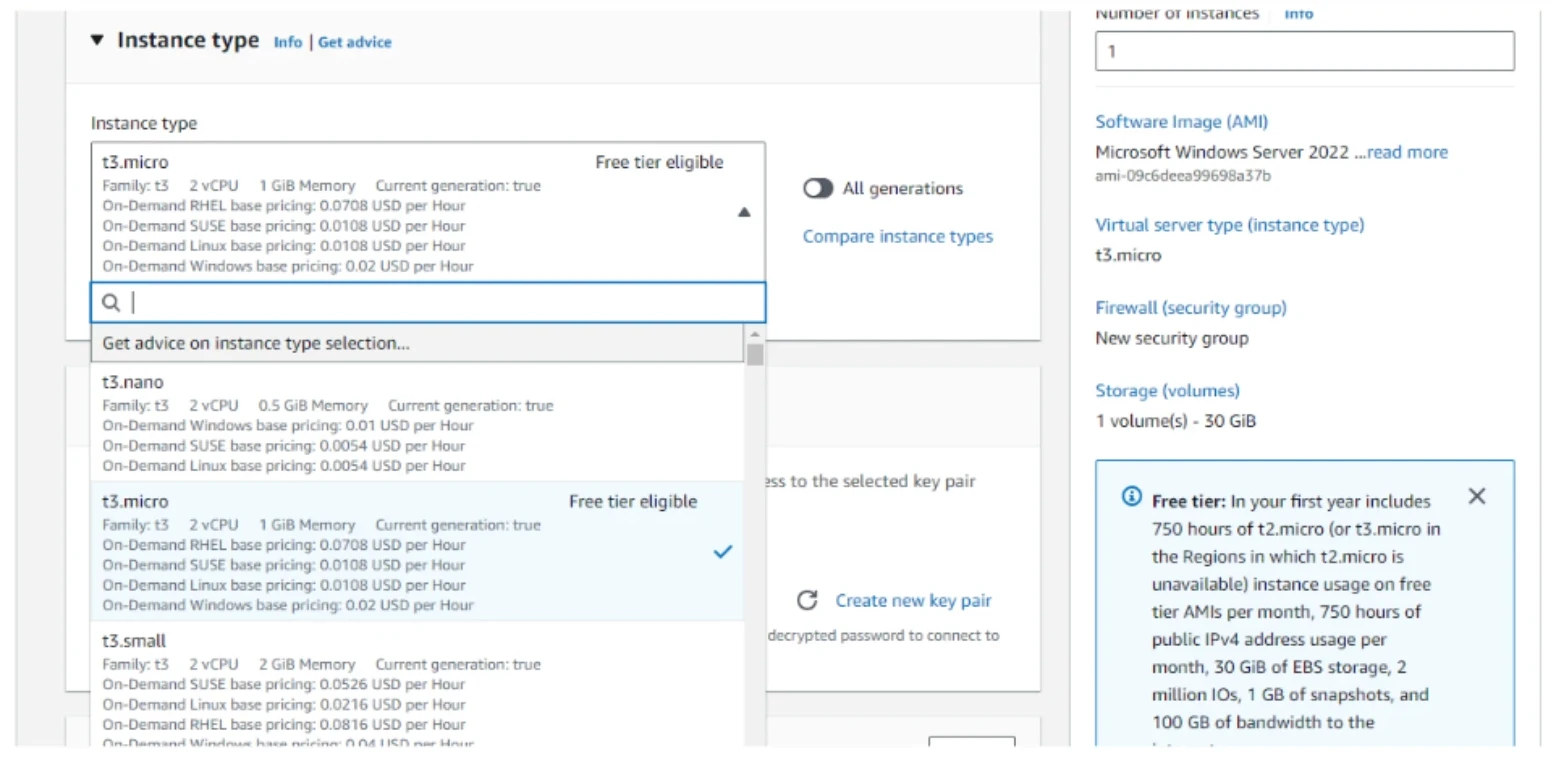 Instance type Info | Get advice
Instance type
t3.micro Free tier eligible
Family: t3 2 vCPU 1 GiB Memory Current generation: true
On-Demand RHEL base pricing: 0.0708 USD per Hour
On-Demand SUSE base pricing: 0.0108 USD per Hour
On-Demand Linux base pricing: 0.0108 USD per Hour
On-Demand Windows base pricing: 0.02 USD per Hour
All generations
Compare instance types
Get advice on instance type selection...
t3.nano
Family: t3 2 vCPU 0.5 GiB Memory Current generation: true
On-Demand Windows base pricing: 0.01 USD per Hour
On-Demand SUSE base pricing: 0.0054 USD per Hour
On-Demand Linux base pricing: 0.0054 USD per Hour
t3.micro Free tier eligible
Family: t3 2 vCPU 1 GiB Memory Current generation: true
On-Demand RHEL base pricing: 0.0708 USD per Hour
On-Demand SUSE base pricing: 0.0108 USD per Hour
On-Demand Linux base pricing: 0.0108 USD per Hour
On-Demand Windows base pricing: 0.02 USD per Hour
t3.small
Family: t3 2 vCPU 2 GiB Memory Current generation: true
On-Demand SUSE base pricing: 0.0526 USD per Hour
On-Demand Linux base pricing: 0.0216 USD per Hour
On-Demand RHEL base pricing: 0.0816 USD per Hour
On-Demand Windows base pricing: 0.04 USD per Hour
to the selected key pair
Create new key pair
decrypted password to connect to
Number of instances Info
1
Software Image (AMI)
Microsoft Windows Server 2022 ...read more
ami-09c6deea99698a37b
Virtual server type (instance type)
t3.micro
Firewall (security group)
New security group
Storage (volumes)
1 volume(s) - 30 GiB
Free tier: In your first year includes
750 hours of t2.micro (or t3.micro in
the Regions in which t2.micro is
unavailable) instance usage on free
tier AMIs per month, 750 hours of
public IPv4 address usage per
month, 30 GiB of EBS storage, 2
million IOs, 1 GB of snapshots, and
100 GB of bandwidth to the